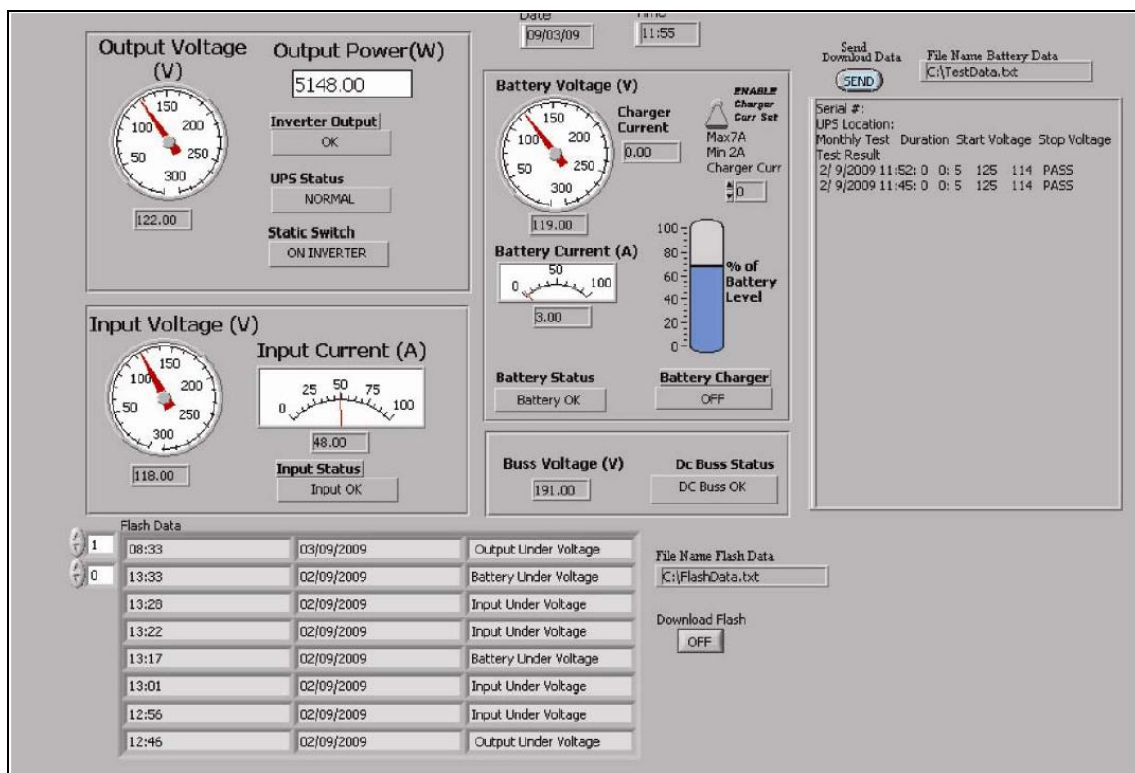 Date
Time
09/03/09
11:55
Output Voltage
(V)
50
100
150
200
250
300
122.00
Output Power(W)
5148.00
Inverter Output
OK
UPS Status
NORMAL
Static Switch
ON INVERTER
Input Voltage (V)
50
100
150
200
250
300
118.00
Input Current (A)
0
25
50
75
100
48.00
Input Status
Input OK
Battery Voltage (V)
50
100
150
200
250
300
119.00
Charger
Current
0.00
ENABLE
Charger
Curr Set
Max7A
Min 2A
Charger Curr
0
Battery Current (A)
0
50
100
3.00
100
80
60
40
20
0
% of
Battery
Level
Battery Status
Battery OK
Battery Charger
OFF
Buss Voltage (V)
191.00
Dc Buss Status
DC Buss OK
Send
Download Data
SEND
File Name Battery Data
C:\TestData.txt
Serial #:
UPS Location:
Monthly Test Duration Start Voltage Stop Voltage
Test Result
2/ 9/2009 11:52: 0 0: 5 125 114 PASS
2/ 9/2009 11:45: 0 0: 5 125 114 PASS
Flash Data
1
0
08:33 03/09/2009 Output Under Voltage
13:33 02/09/2009 Battery Under Voltage
13:28 02/09/2009 Input Under Voltage
13:22 02/09/2009 Input Under Voltage
13:17 02/09/2009 Battery Under Voltage
13:01 02/09/2009 Input Under Voltage
12:56 02/09/2009 Input Under Voltage
12:46 02/09/2009 Output Under Voltage
File Name Flash Data
C:\FlashData.txt
Download Flash
OFF